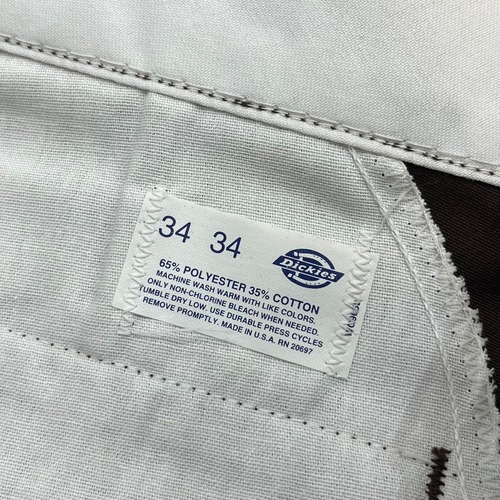 34 34
Dickies
65% POLYESTER 35% COTTON
MACHINE WASH WARM WITH LIKE COLORS.
ONLY NON-CHLORINE BLEACH WHEN NEEDED.
TUMBLE DRY LOW. USE DURABLE PRESS CYCLES
REMOVE PROMPTLY. MADE IN U.S.A. RN 20697